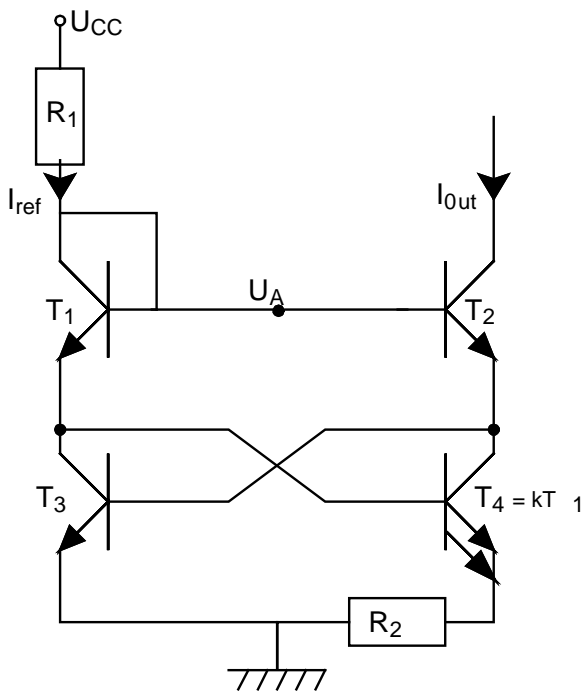 U_CC
R_1
I_ref
I_0ut
T_1
U_A
T_2
T_3
T_4 = kT_1
R_2